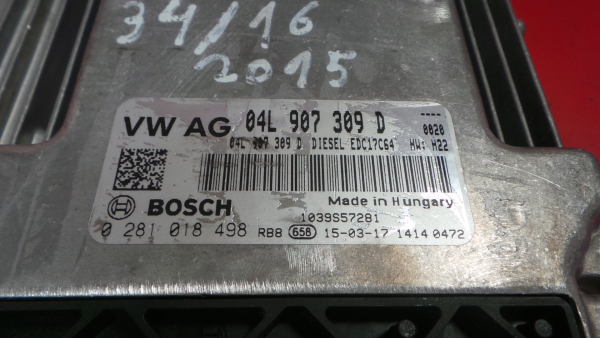 34/16
2015
VW AG 04L 907 309 D ----
04L 907 309 D DIESEL EDC17C64 HW: H22 0020
BOSCH Made in Hungary
1039S57281
0 281 018 498 RB8 656 15-03-17 1414 0472